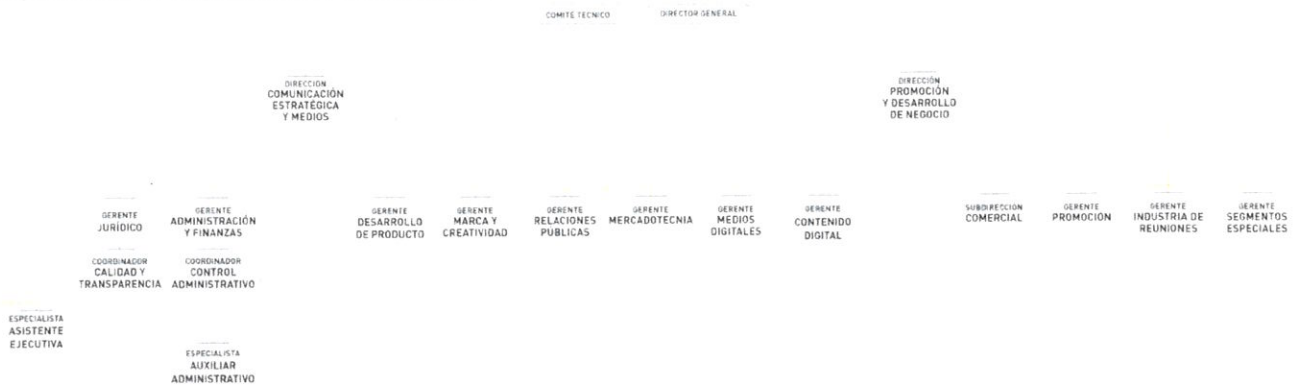 COMITÉ TECNICO
DIRECTOR GENERAL
DIRECCIÓN
COMUNICACIÓN
ESTRATÉGICA
Y MEDIOS
DIRECCIÓN
PROMOCIÓN
Y DESARROLLO
DE NEGOCIO
GERENTE
JURÍDICO
GERENTE
ADMINISTRACIÓN
Y FINANZAS
GERENTE
DESARROLLO
DE PRODUCTO
GERENTE
MARCA Y
CREATIVIDAD
GERENTE
RELACIONES
PÚBLICAS
GERENTE
MERCADOTECNIA
GERENTE
MEDIOS
DIGITALES
GERENTE
CONTENIDO
DIGITAL
SUBDIRECCIÓN
COMERCIAL
GERENTE
PROMOCIÓN
GERENTE
INDUSTRIA DE
REUNIONES
GERENTE
SEGMENTOS
ESPECIALES
COORDINADOR
CALIDAD Y
TRANSPARENCIA
COORDINADOR
CONTROL
ADMINISTRATIVO
ESPECIALISTA
ASISTENTE
EJECUTIVA
ESPECIALISTA
AUXILIAR
ADMINISTRATIVO